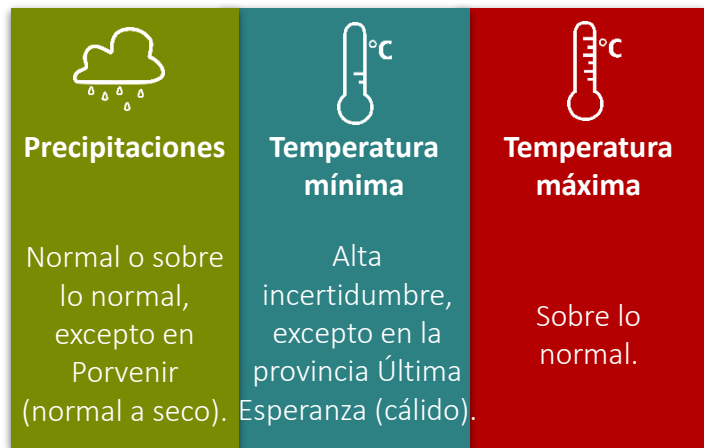 °C
°C
Precipitaciones
Temperatura
mínima
Temperatura
máxima
Normal o sobre
lo normal,
excepto en
Porvenir
(normal a seco).
Alta
incertidumbre,
excepto en la
provincia Última
Esperanza (cálido).
Sobre lo
normal.